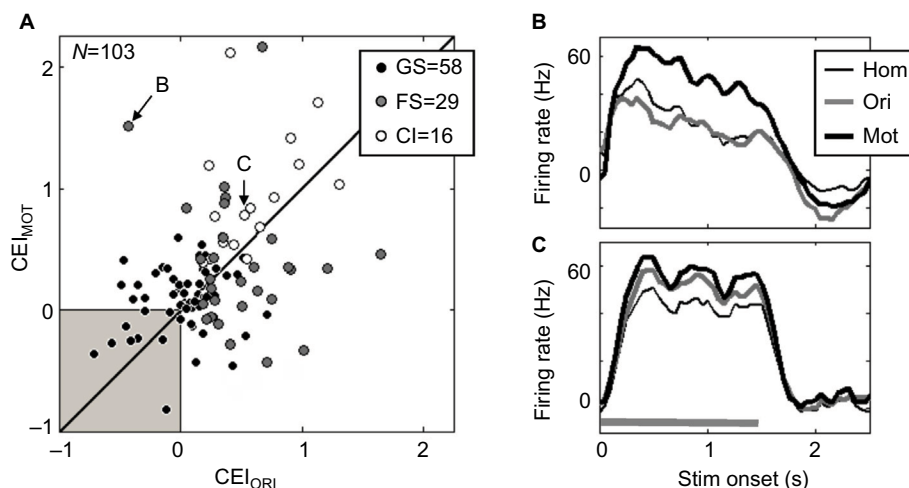 A
N=103
GS=58
FS=29
CI=16
B
C
2
1
0
–1
–1
0
1
2
CEI_MOT
CEI_ORI
B
Hom
Ori
Mot
60
0
Firing rate (Hz)
C
60
0
Firing rate (Hz)
0
1
2
Stim onset (s)